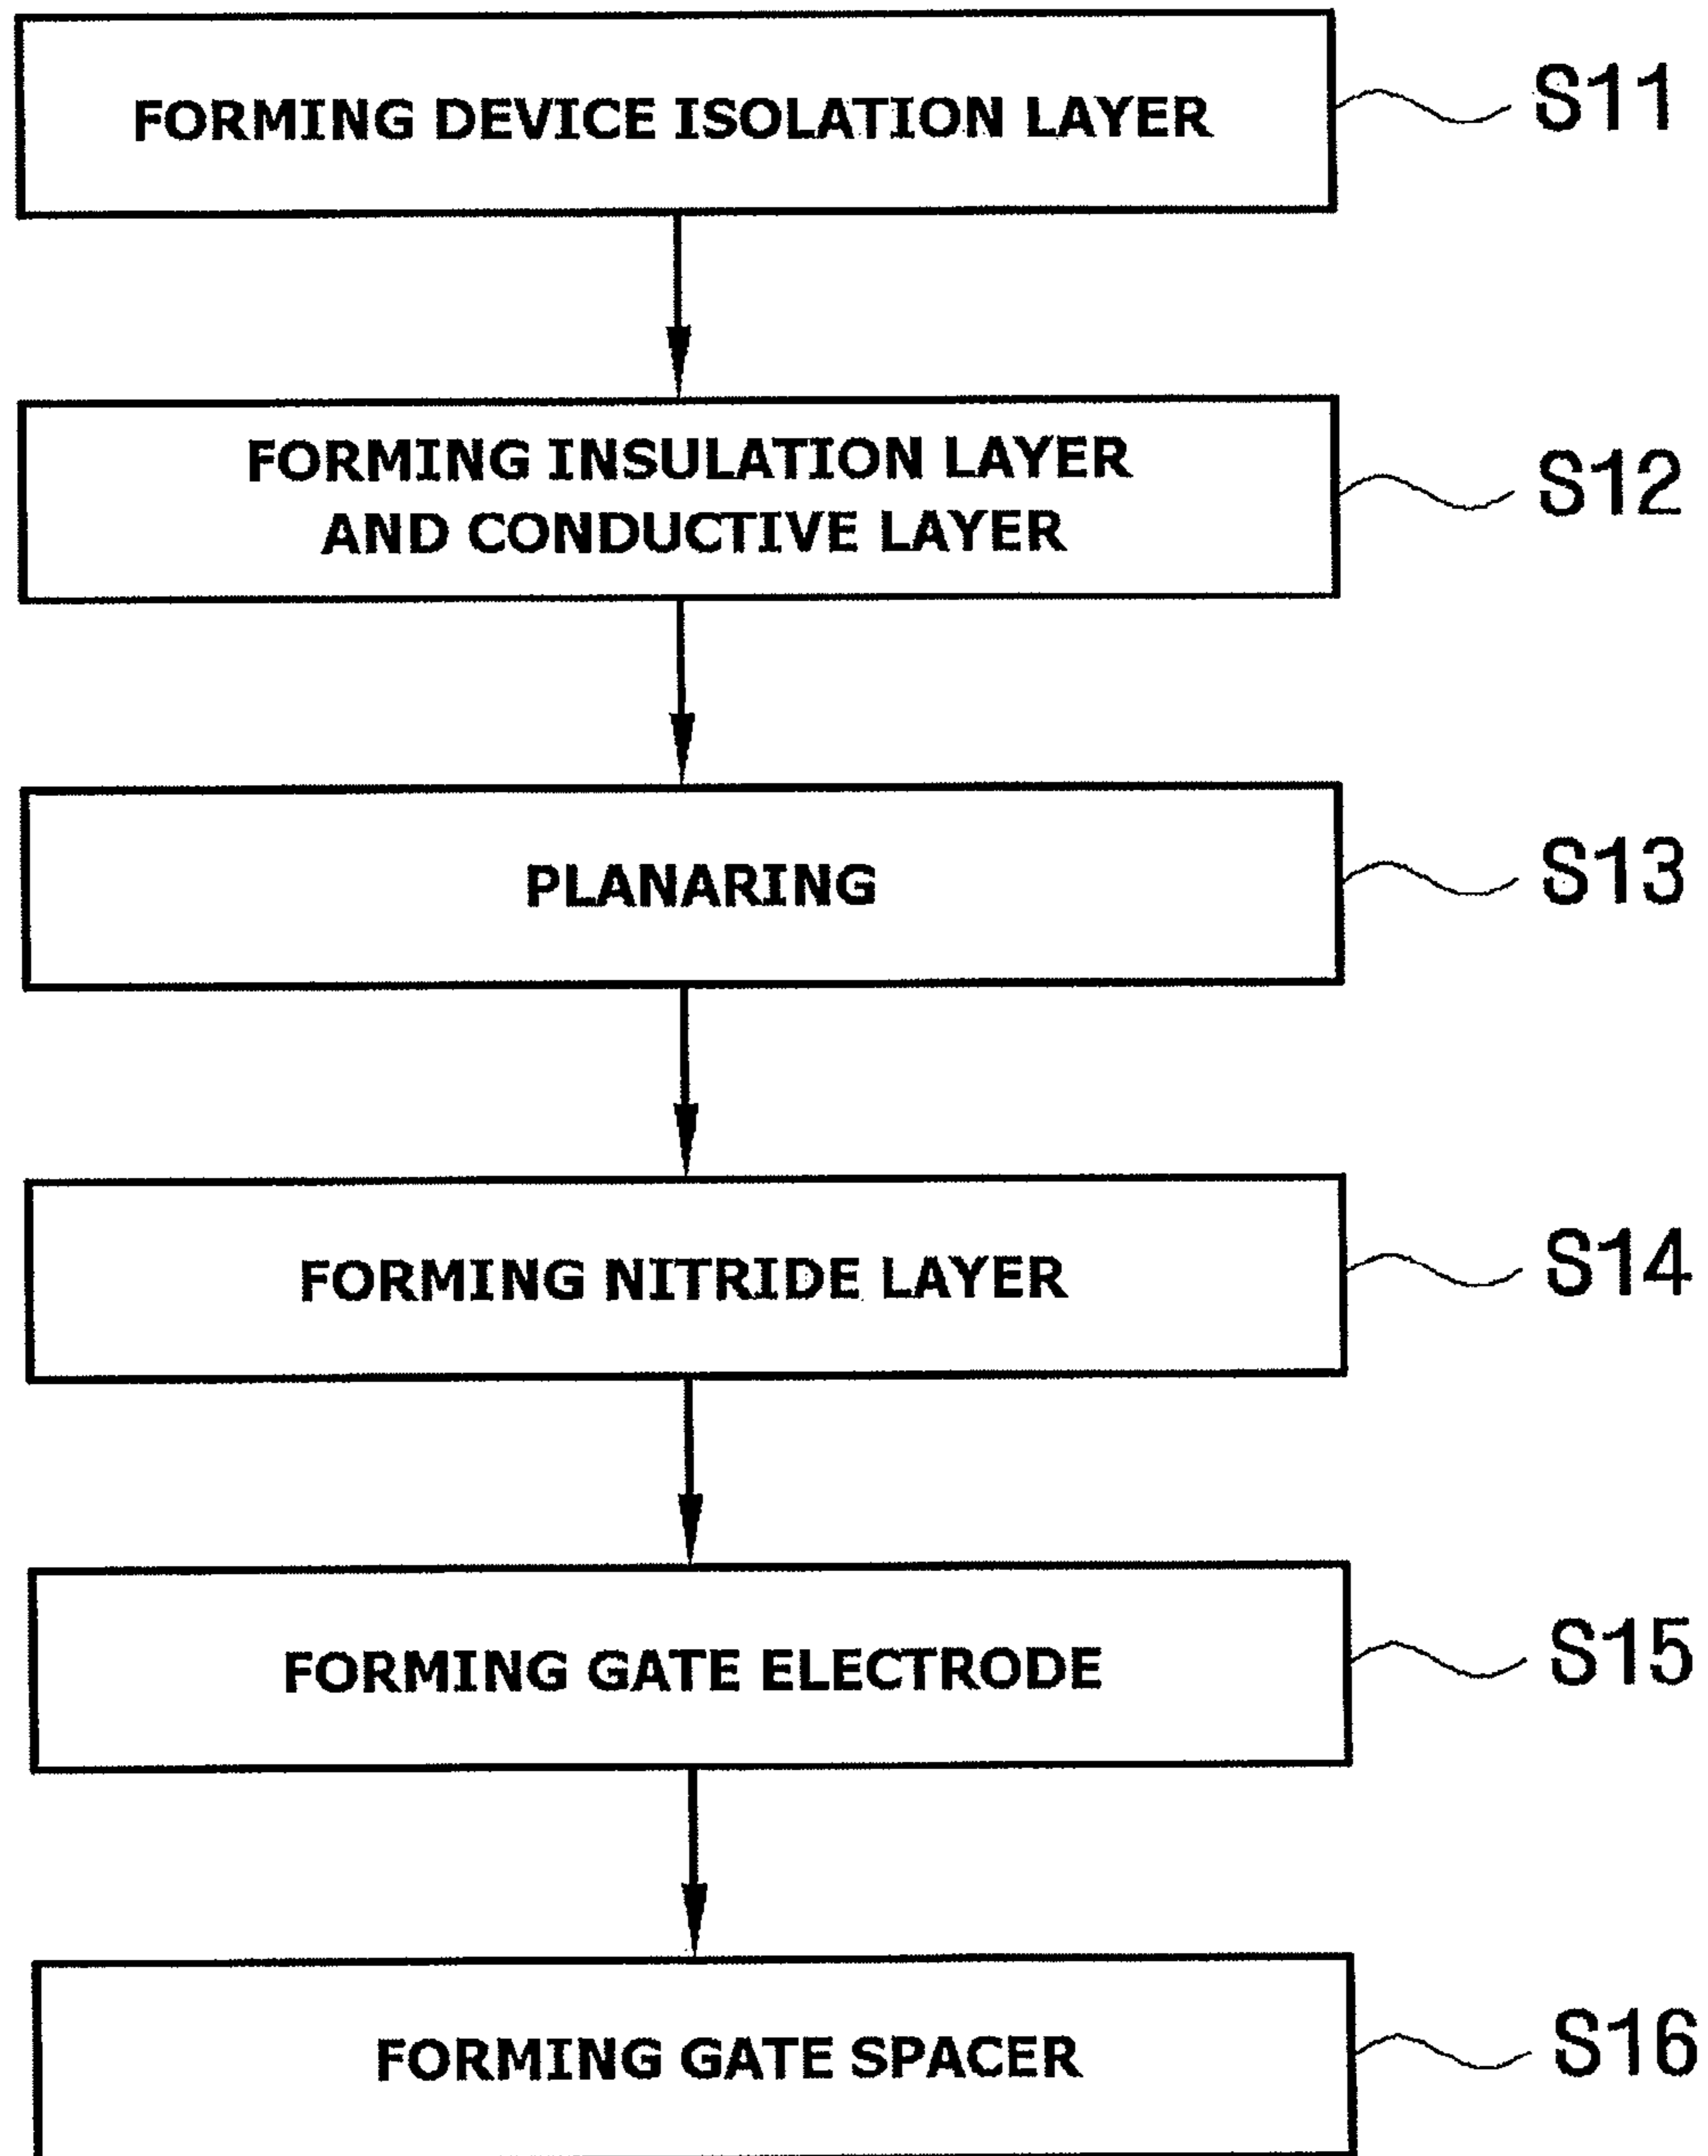 FORMING DEVICE ISOLATION LAYER
S11
FORMING INSULATION LAYER
AND CONDUCTIVE LAYER
S12
PLANARING
S13
FORMING NITRIDE LAYER
S14
FORMING GATE ELECTRODE
S15
FORMING GATE SPACER
S16